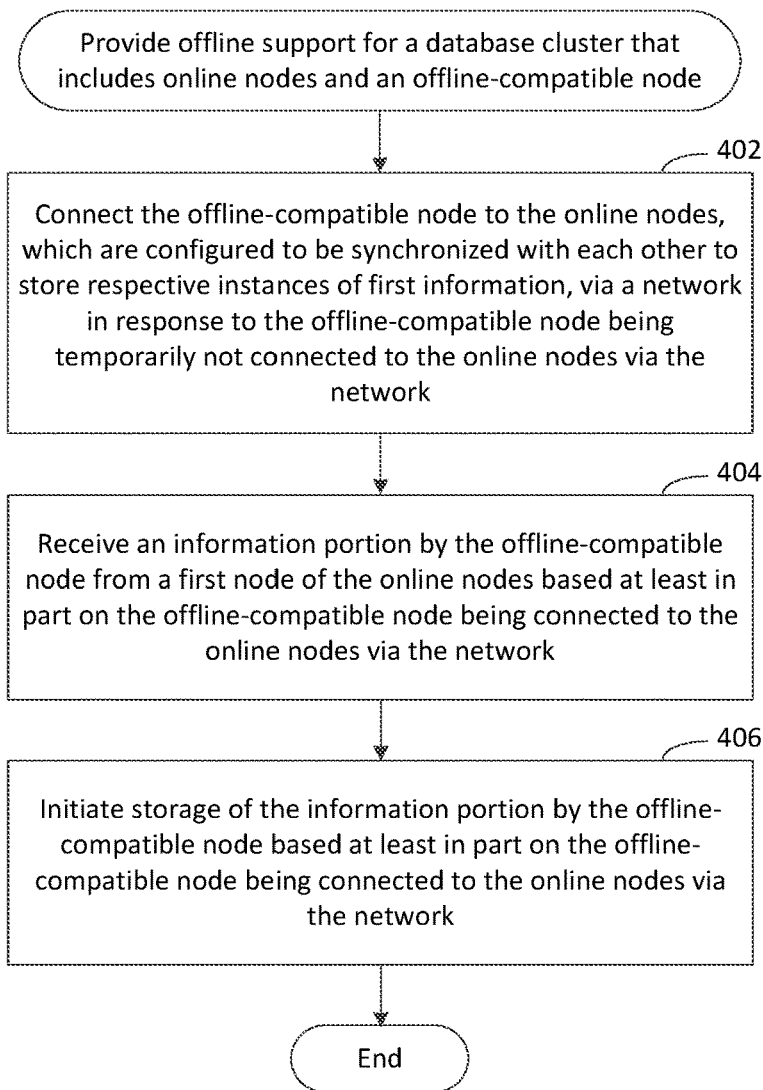 Provide offline support for a database cluster that
includes online nodes and an offline-compatible node
402
Connect the offline-compatible node to the online nodes,
which are configured to be synchronized with each other to
store respective instances of first information, via a network
in response to the offline-compatible node being
temporarily not connected to the online nodes via the
network
404
Receive an information portion by the offline-compatible
node from a first node of the online nodes based at least in
part on the offline-compatible node being connected to the
online nodes via the network
406
Initiate storage of the information portion by the offline-
compatible node based at least in part on the offline-
compatible node being connected to the online nodes via
the network
End